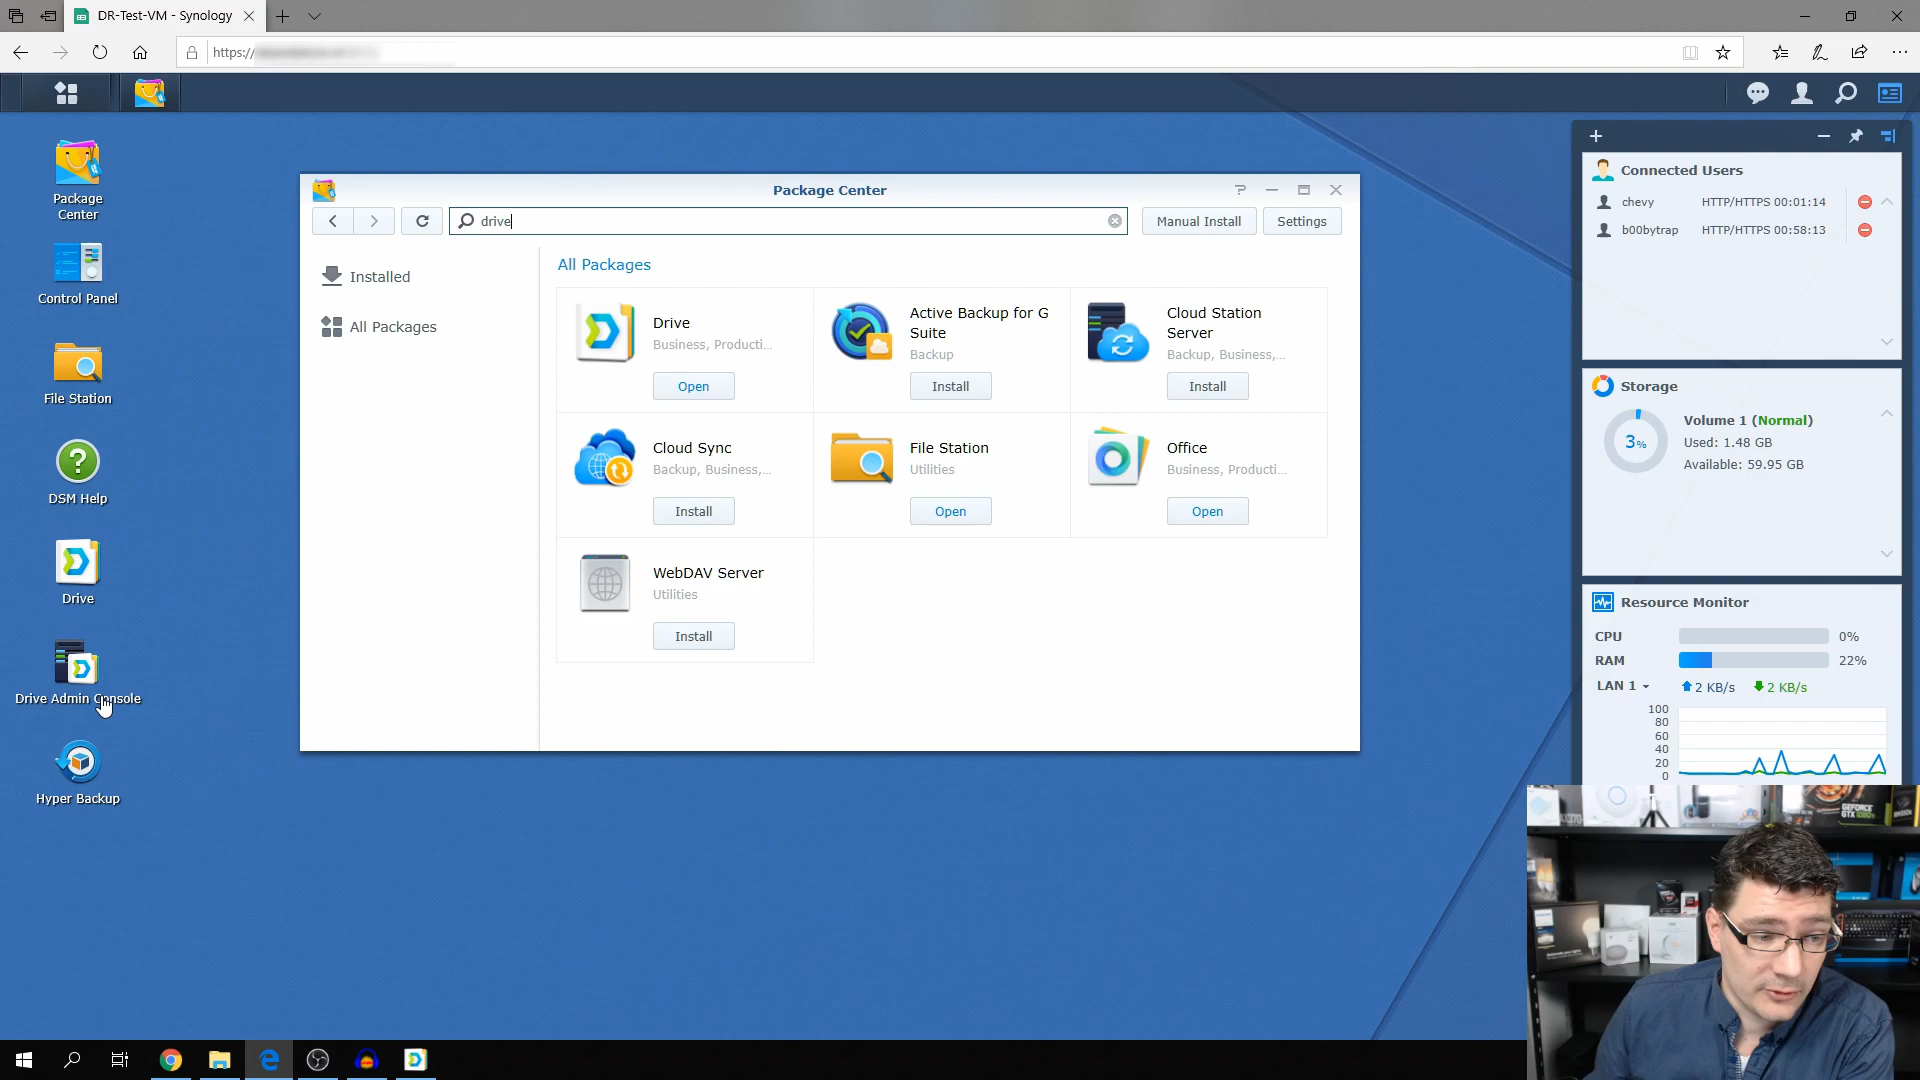 DR-Test-VM - Synology
https://
Package
Center
Control Panel
File Station
DSM Help
Drive
Drive Admin Console
Hyper Backup
Package Center
drive
Manual Install
Settings
Installed
All Packages
All Packages
Drive
Business, Producti...
Open
Active Backup for G
Suite
Backup
Install
Cloud Station
Server
Backup, Business,...
Install
Cloud Sync
Backup, Business,...
Install
File Station
Utilities
Open
Office
Business, Producti...
Open
WebDAV Server
Utilities
Install
Connected Users
chevy HTTP/HTTPS 00:01:14
b00bytrap HTTP/HTTPS 00:58:13
Storage
3%
Volume 1 (Normal)
Used: 1.48 GB
Available: 59.95 GB
Resource Monitor
CPU 0%
RAM 22%
LAN 1 2 KB/s 2 KB/s
100
80
60
40
20
0
GEFORCE